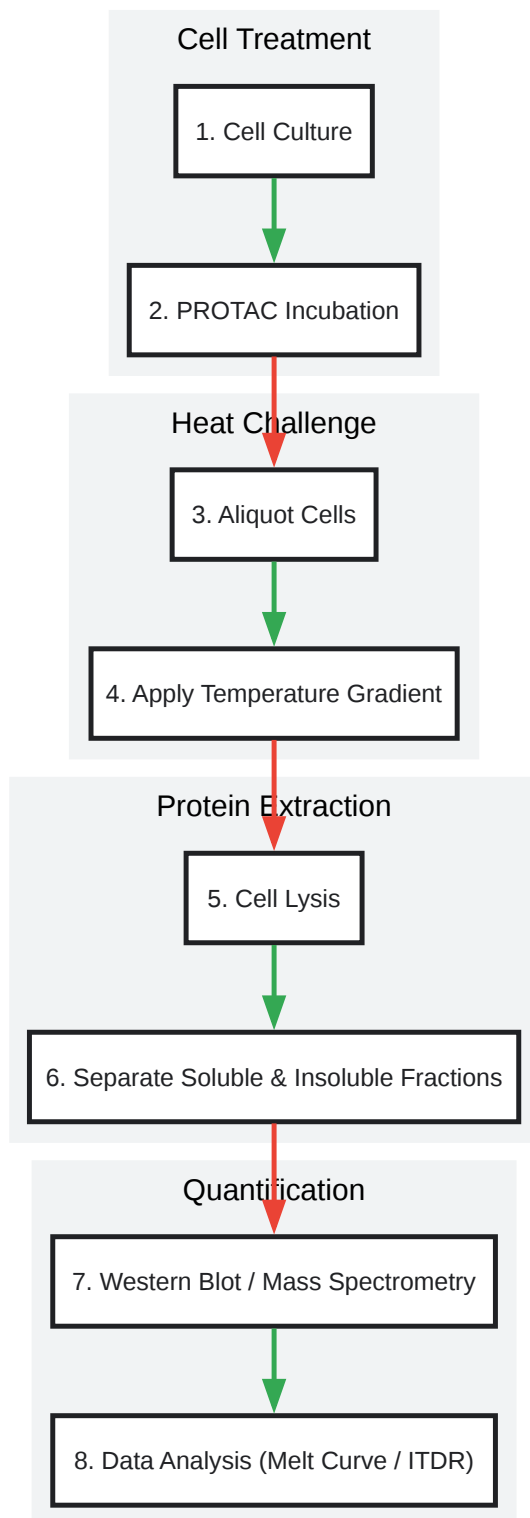 Cell Treatment
1. Cell Culture
2. PROTAC Incubation
Heat Challenge
3. Aliquot Cells
4. Apply Temperature Gradient
Protein Extraction
5. Cell Lysis
6. Separate Soluble & Insoluble Fractions
Quantification
7. Western Blot / Mass Spectrometry
8. Data Analysis (Melt Curve / ITDR)